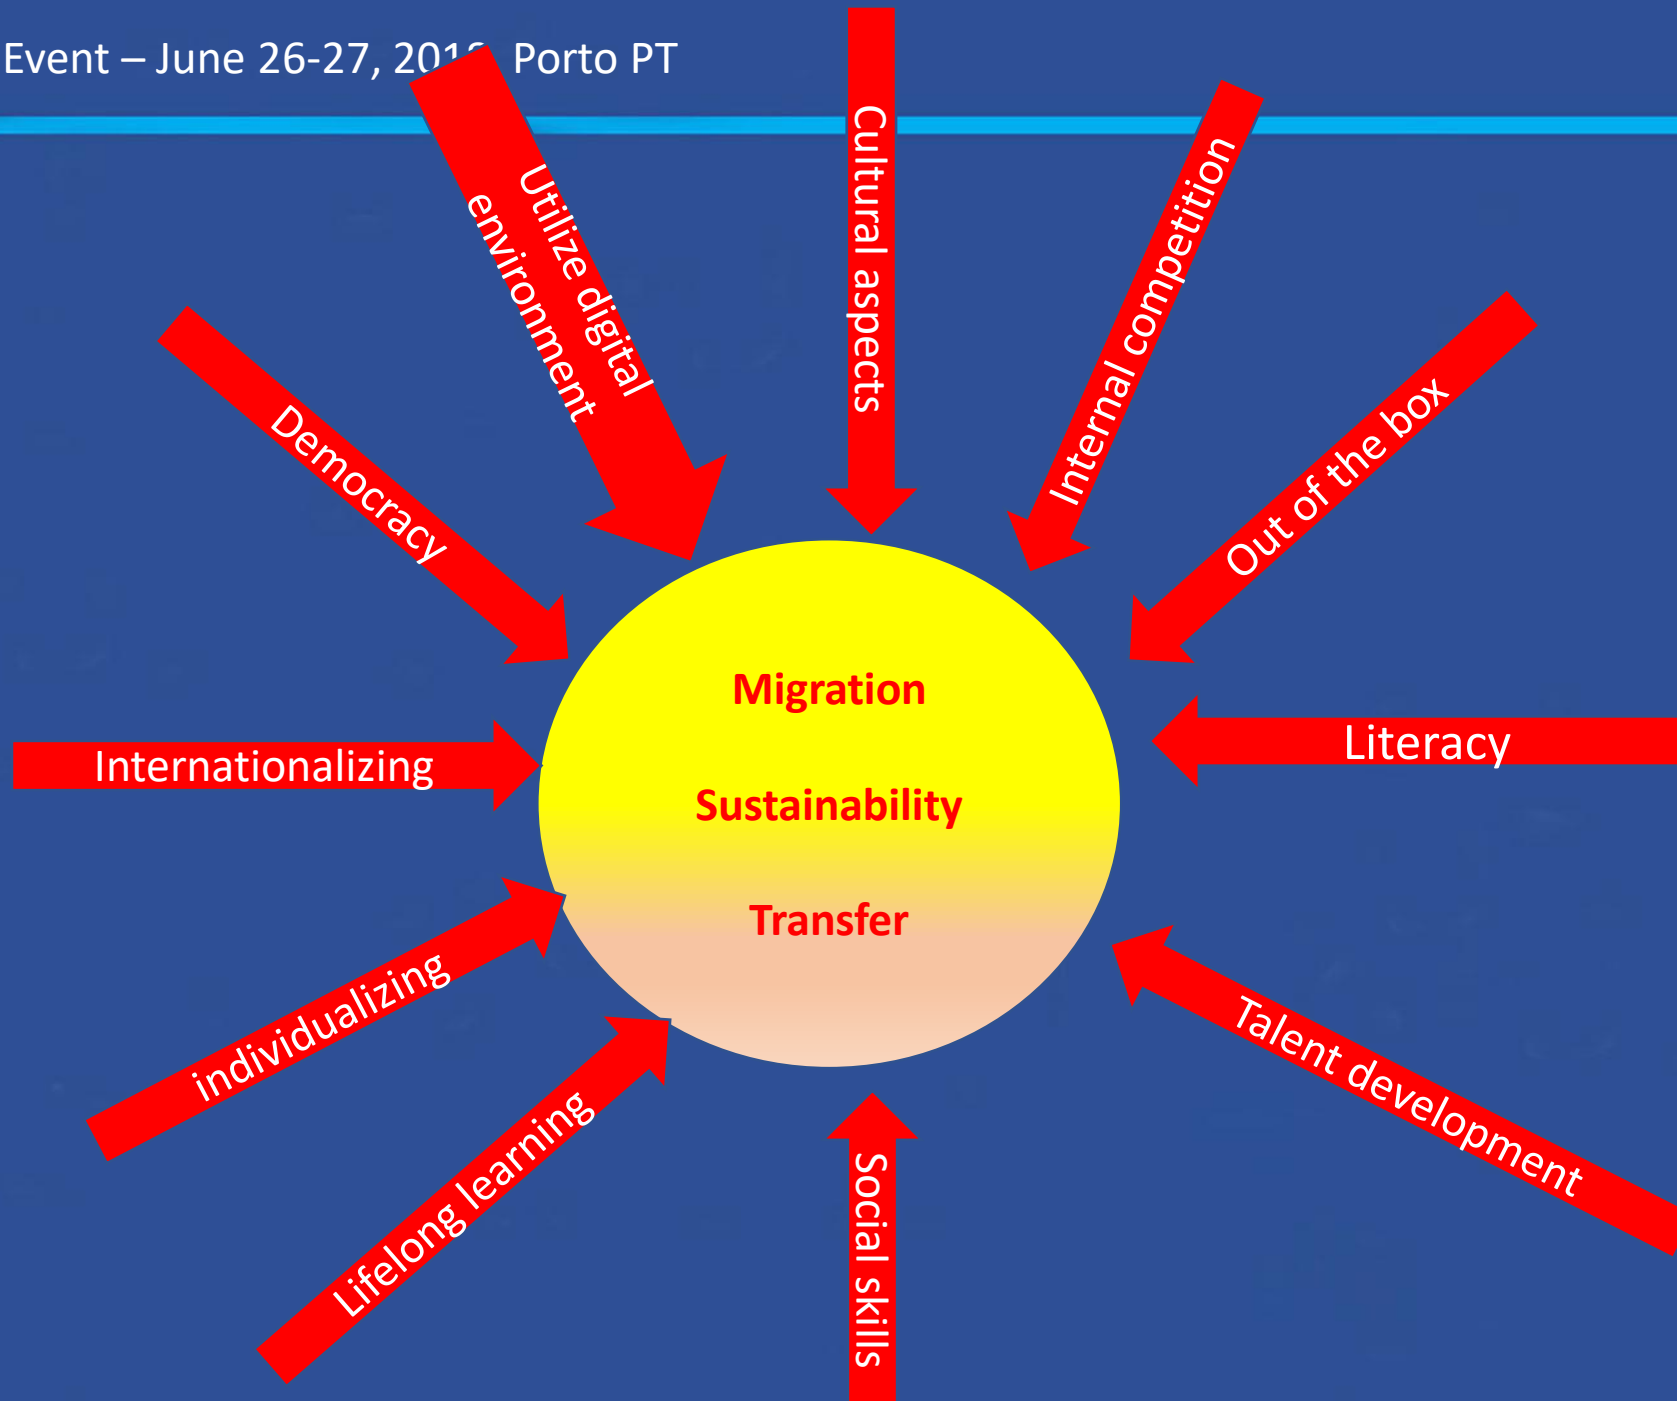 Event – June 26-27, Porto PT
Utilize digital
environment
Cultural aspects
Internal competition
Democracy
Out of the box
Internationalizing
Migration
Literacy
Sustainability
Transfer
individualizing
Talent development
Lifelong learning
Social skills